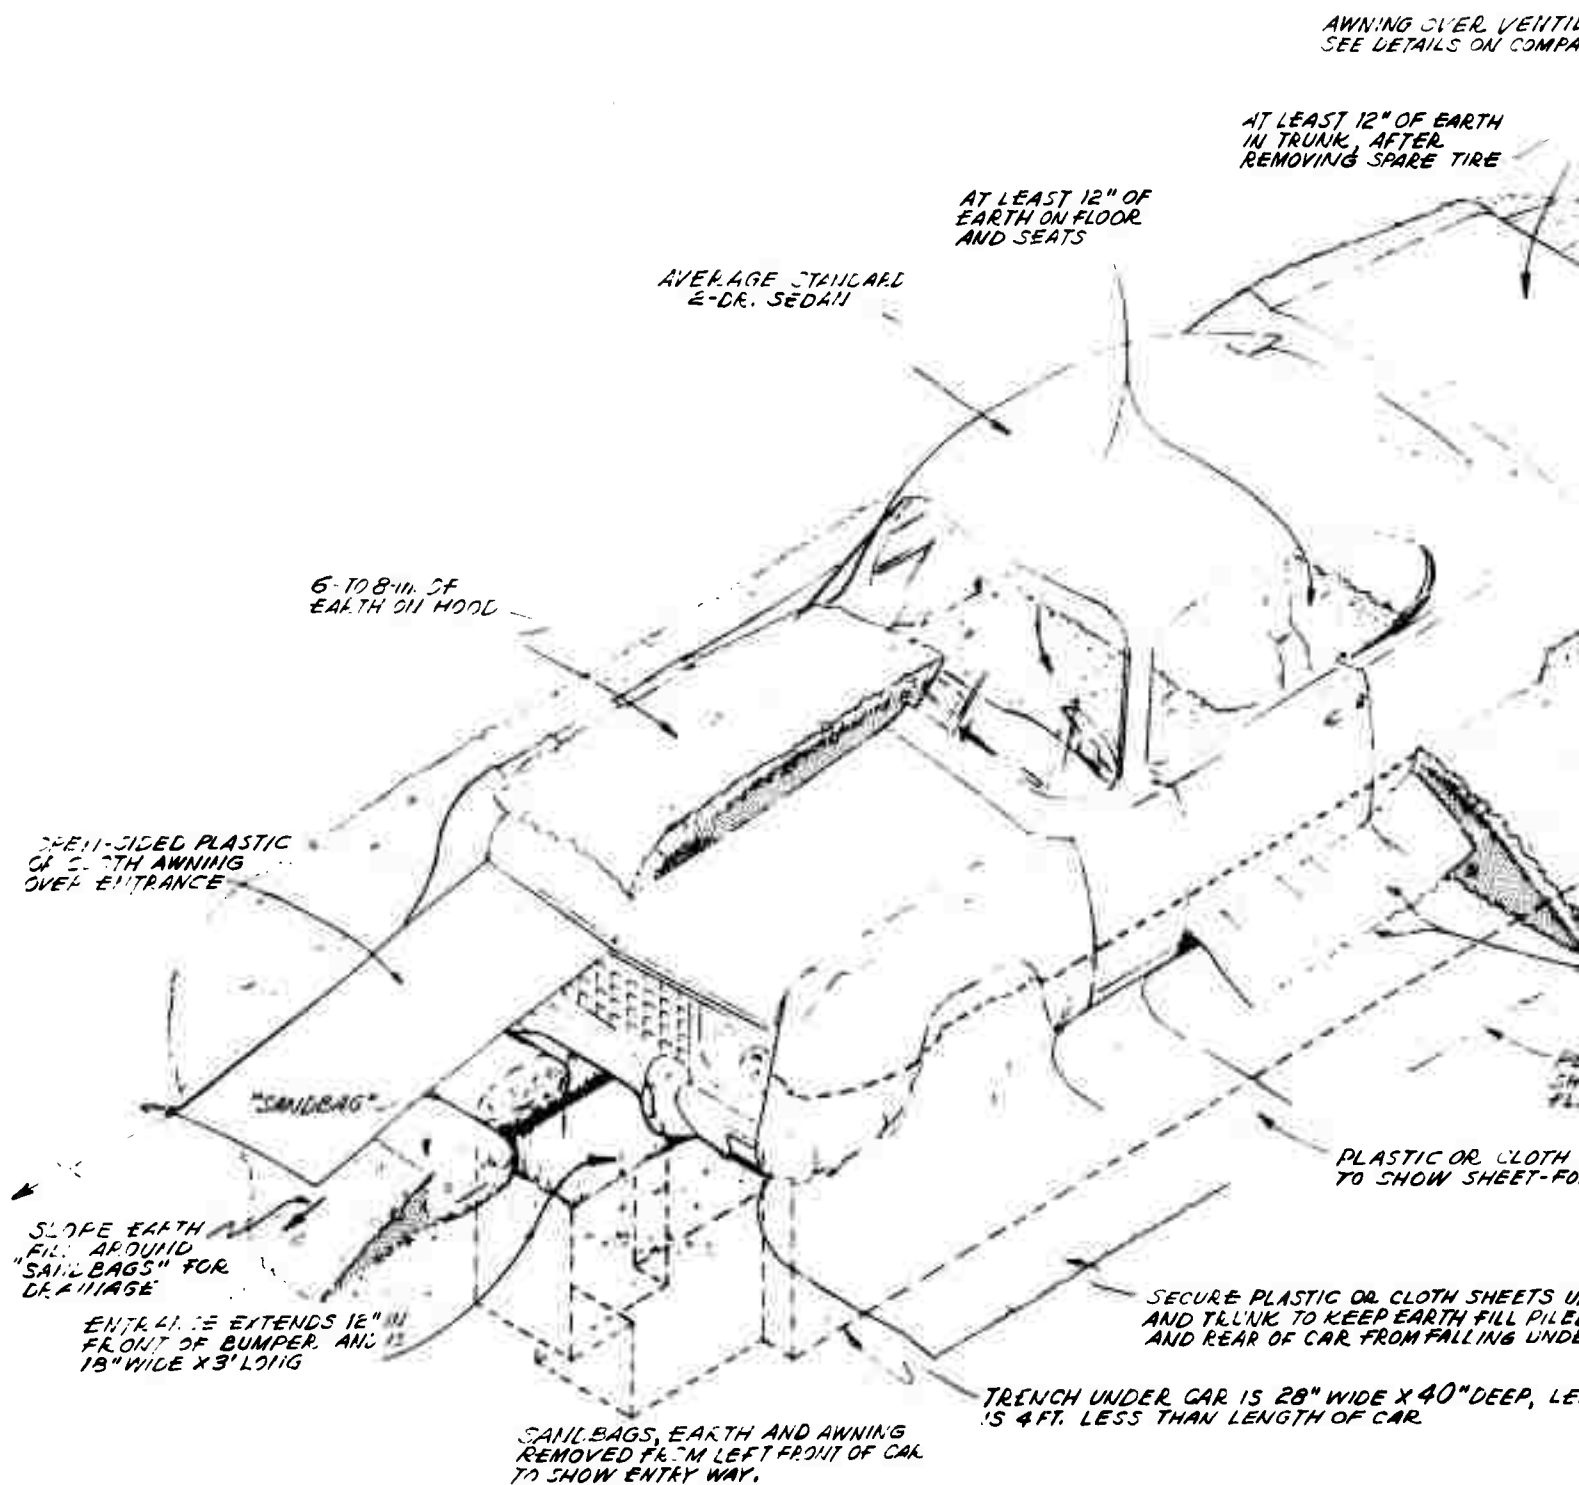 AWNING OVER VENTIL
SEE DETAILS ON COMPA
AT LEAST 12" OF EARTH
IN TRUNK, AFTER
REMOVING SPARE TIRE
AT LEAST 12" OF
EARTH ON FLOOR
AND SEATS
AVERAGE STANDARD
2-DR. SEDAN
6- TO 8-IN. OF
EARTH ON HOOD
OPEN-SIDED PLASTIC
OR CLOTH AWNING
OVER ENTRANCE
"SANDBAG"
SLOPE EARTH
FILL AROUND
"SANDBAGS" FOR
DRAINAGE
ENTRANCE EXTENDS 12" IN
FRONT OF BUMPER AND IS
18" WIDE X 3' LONG
SANDBAGS, EARTH AND AWNING
REMOVED FROM LEFT FRONT OF CAR
TO SHOW ENTRY WAY.
PLASTIC OR CLOTH
TO SHOW SHEET-FO
SECURE PLASTIC OR CLOTH SHEETS U
AND TRUNK TO KEEP EARTH FILL PILED
AND REAR OF CAR FROM FALLING UNDE
TRENCH UNDER CAR IS 28" WIDE X 40" DEEP, LE
IS 4 FT. LESS THAN LENGTH OF CAR